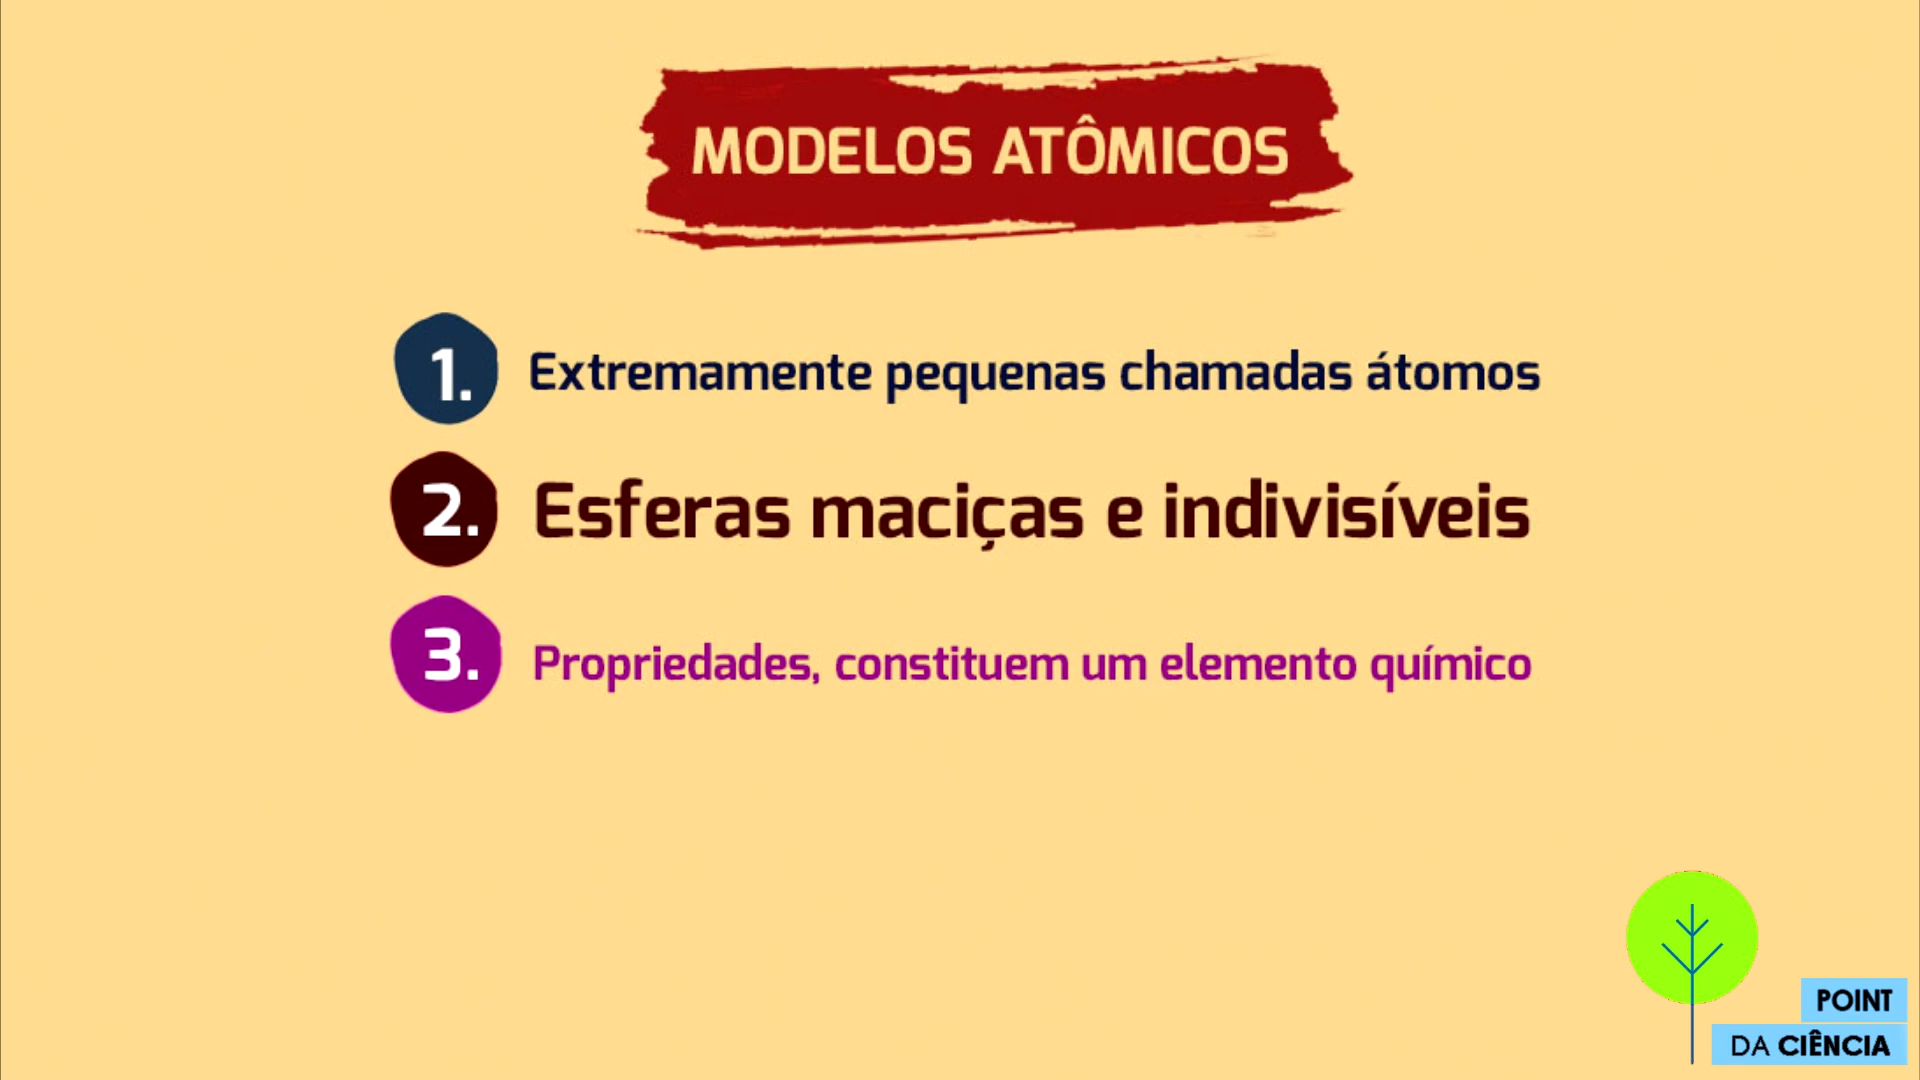 MODELOS ATÔMICOS
1. Extremamente pequenas chamadas átomos
2. Esferas maciças e indivisíveis
3. Propriedades, constituem um elemento químico
POINT
DA CIÊNCIA